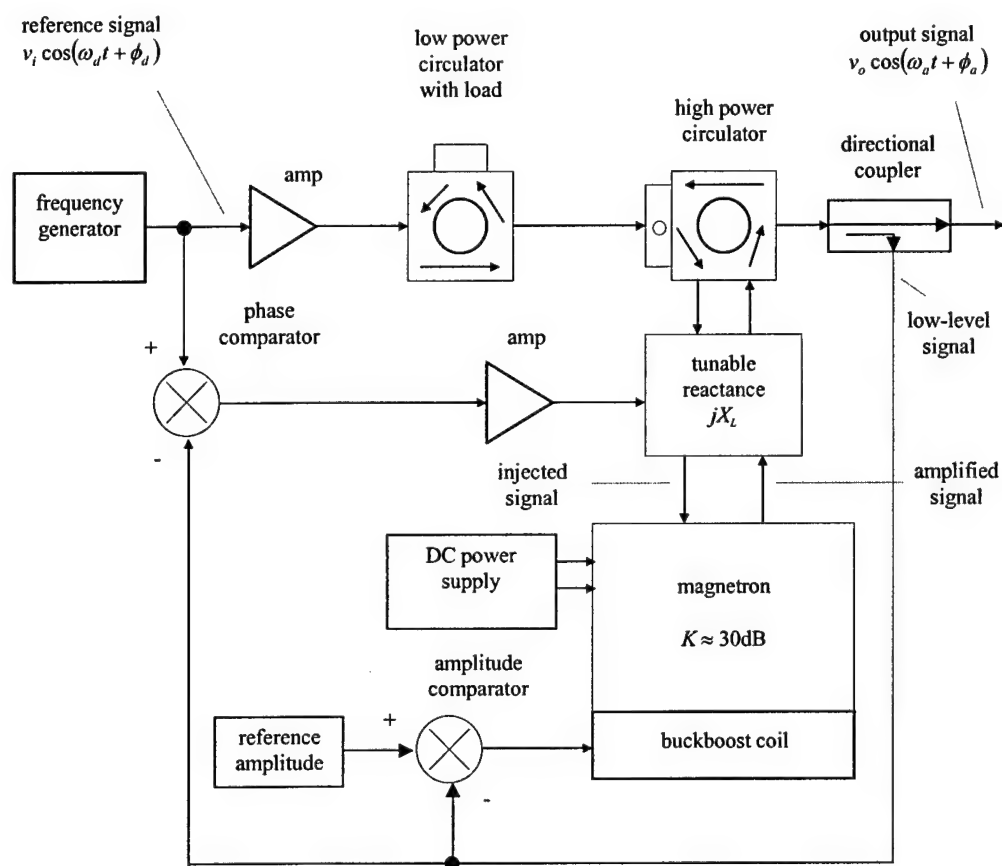 reference signal
v_i cos(ω_d t + φ_d)
low power
circulator
with load
output signal
v_o cos(ω_a t + φ_a)
high power
circulator
directional
coupler
amp
frequency
generator
phase
comparator
+
-
amp
tunable
reactance
jX_L
low-level
signal
injected
signal
amplified
signal
DC power
supply
magnetron
K ≈ 30dB
amplitude
comparator
+
-
reference
amplitude
buckboost coil